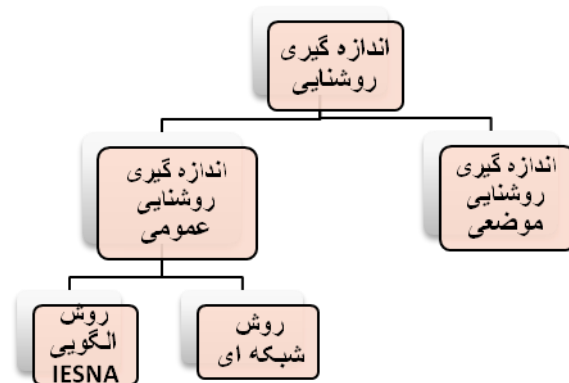 اندازه گیری
روشنایی
اندازه گیری
روشنایی
موضعی
اندازه گیری
روشنایی
عمومی
روش
شبکه ای
روش
الگویی
IESNA